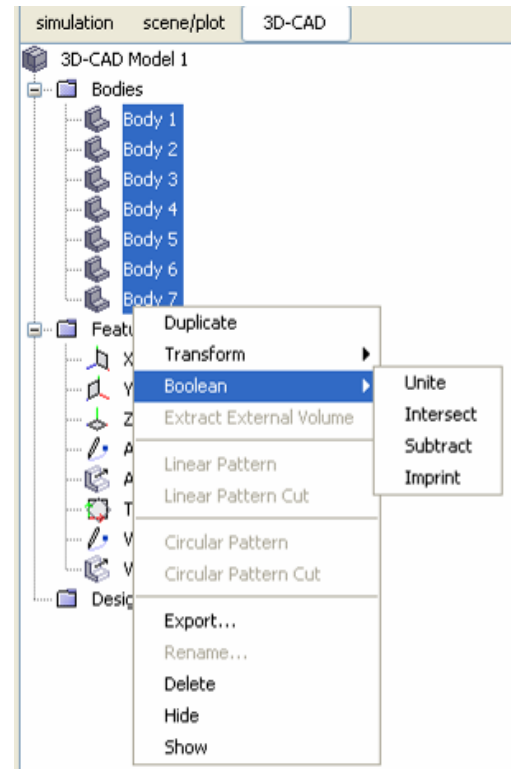 simulation scene/plot 3D-CAD
3D-CAD Model 1
Bodies
Body 1
Body 2
Body 3
Body 4
Body 5
Body 6
Body 7
Featu
X
Y
Z
A
A
T
V
V
Desig
Duplicate
Transform
Boolean
Extract External Volume
Linear Pattern
Linear Pattern Cut
Circular Pattern
Circular Pattern Cut
Export...
Rename...
Delete
Hide
Show
Unite
Intersect
Subtract
Imprint